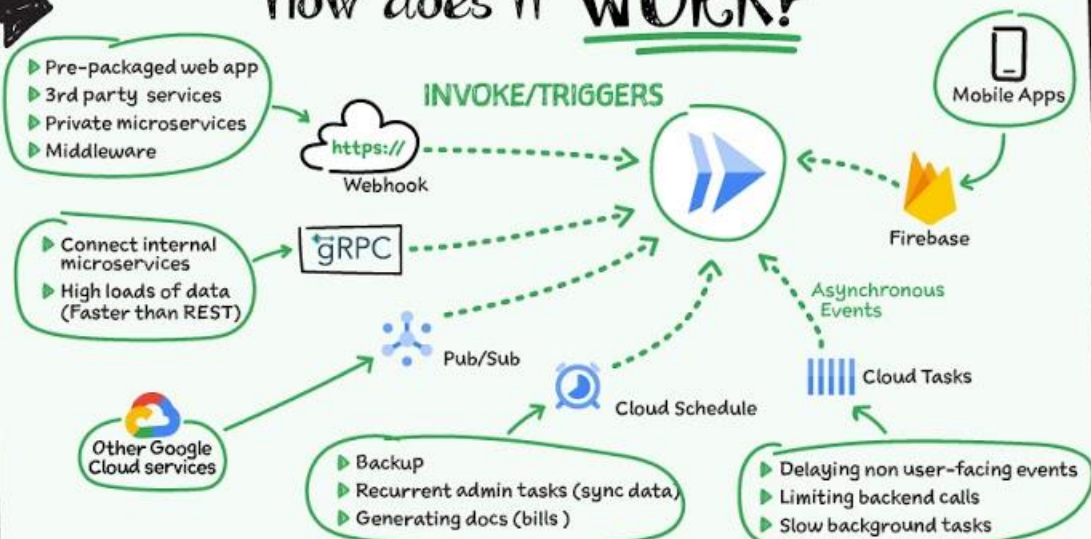 How does it WORK?
Pre-packaged web app
3rd party services
Private microservices
Middleware
INVOKE/TRIGGERS
https://
Webhook
Mobile Apps
Firebase
Connect internal
microservices
High loads of data
(Faster than REST)
gRPC
Pub/Sub
Other Google
Cloud services
Cloud Schedule
Backup
Recurrent admin tasks (sync data)
Generating docs (bills)
Asynchronous
Events
Cloud Tasks
Delaying non user-facing events
Limiting backend calls
Slow background tasks